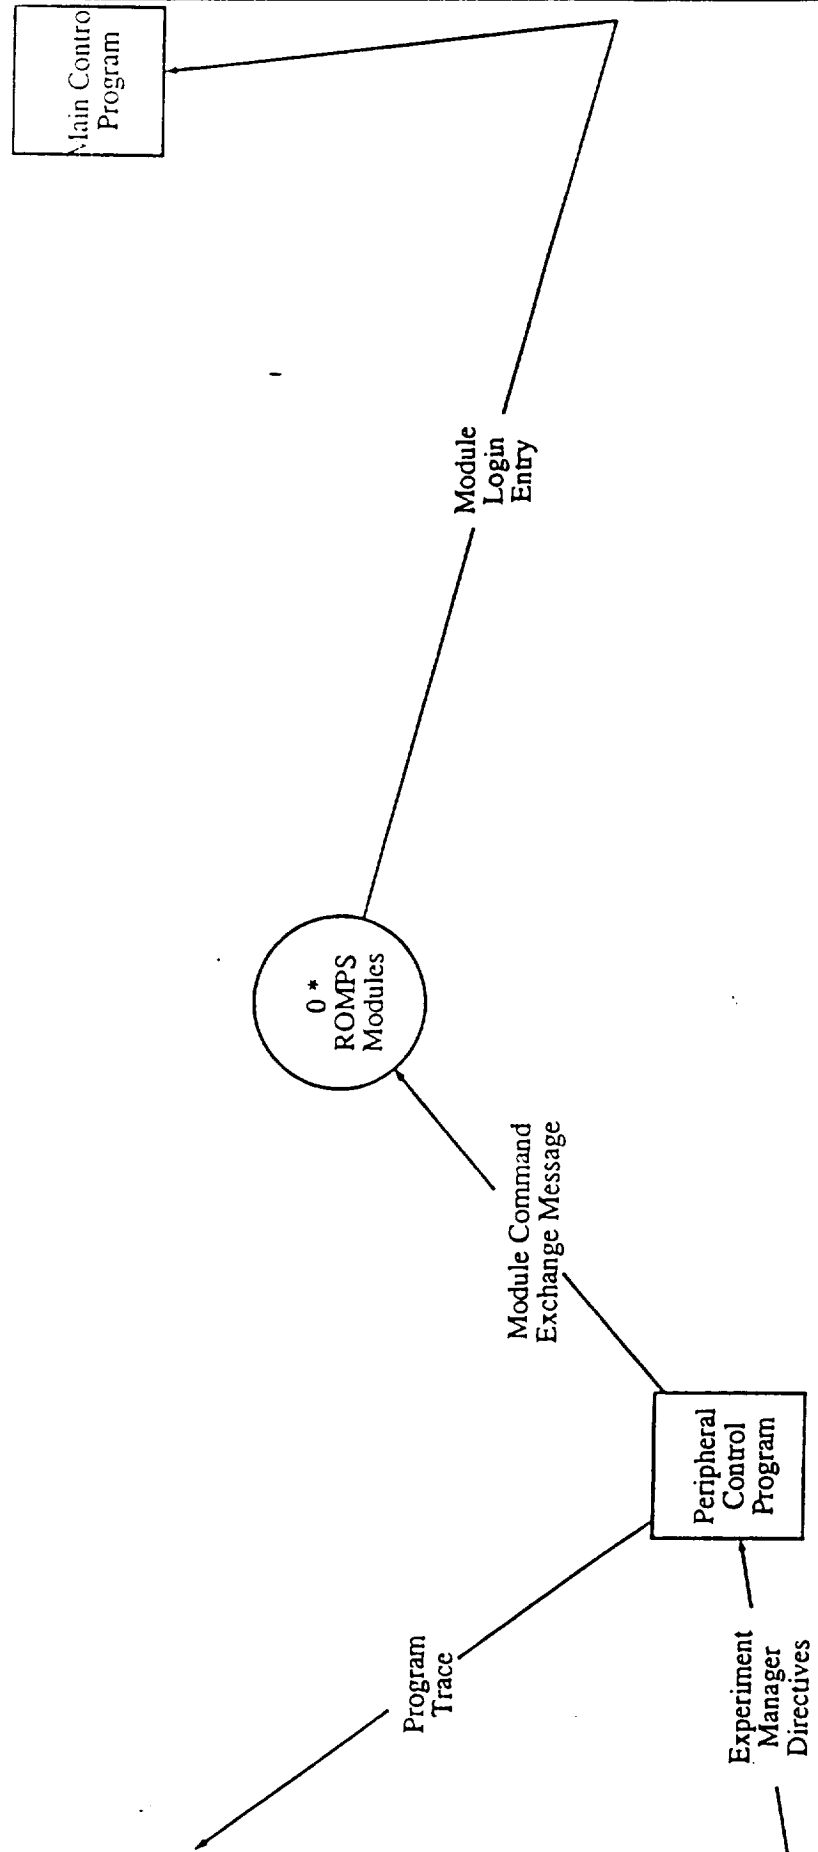 Main Contro
Program
Module
Login
Entry
0 *
ROMPS
Modules
Module Command
Exchange Message
Peripheral
Control
Program
Program
Trace
Experiment
Manager
Directives